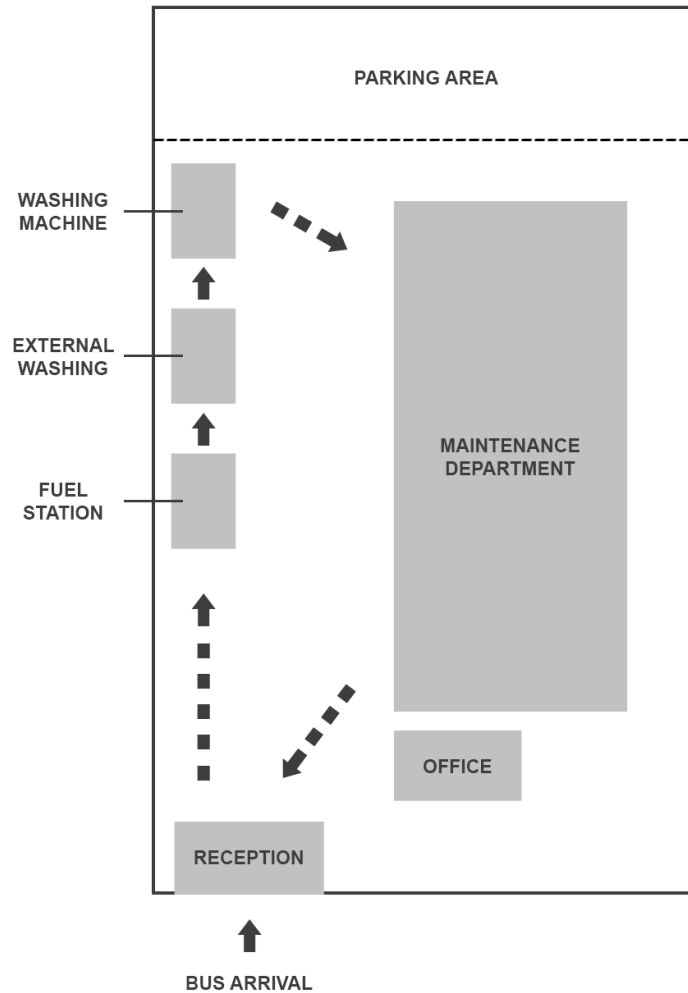 PARKING AREA
WASHING
MACHINE
EXTERNAL
WASHING
MAINTENANCE
DEPARTMENT
FUEL
STATION
OFFICE
RECEPTION
BUS ARRIVAL